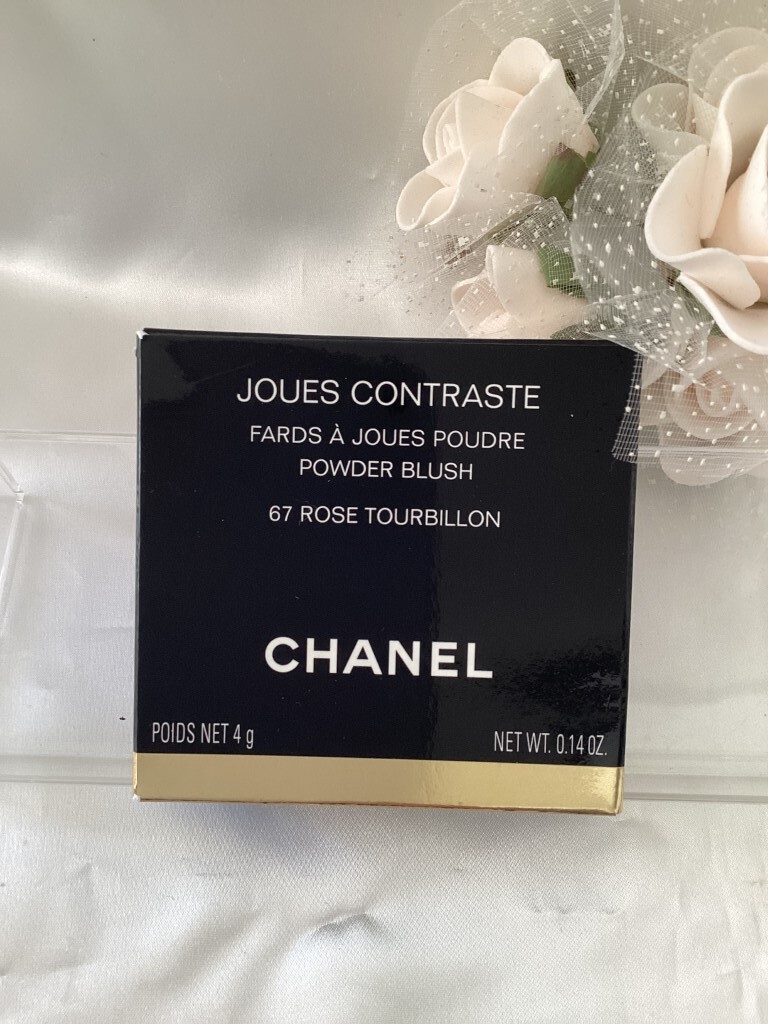 JOUES CONTRASTE
FARDS À JOUES POUDRE
POWDER BLUSH
67 ROSE TOURBILLON
CHANEL
POIDS NET 4 g
NET WT. 0.14 OZ.